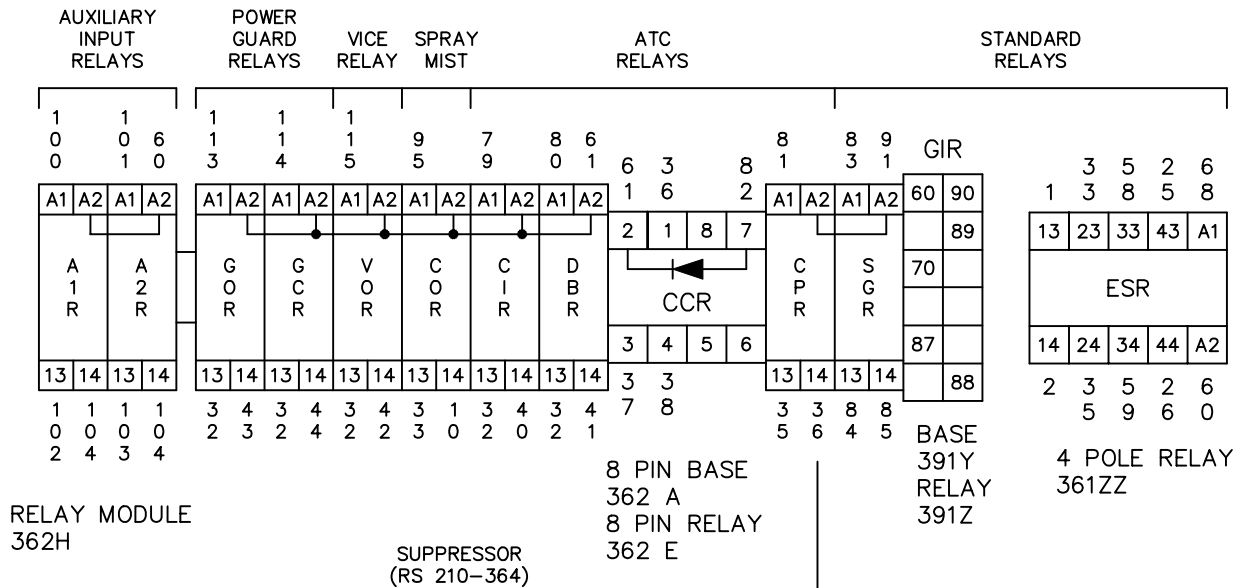 AUXILIARY
INPUT
RELAYS
POWER
GUARD
RELAYS
VICE
RELAY
SPRAY
MIST
ATC
RELAYS
STANDARD
RELAYS
100 101 60 113 114 115 95 79 80 61 61 36 82 81 83 91
GIR
1 33 58 25 68
A1 A2 A1 A2 A1 A2 A1 A2 A1 A2 A1 A2 A1 A2 A1 A2
2 1 8 7
A1 A2 A1 A2
60 90
89
70
87
88
13 23 33 43 A1
A1R A2R GOR GCR VOR COR CIR DBR
CCR
CPR SGR
ESR
3 4 5 6
14 24 34 44 A2
13 14 13 14 13 14 13 14 13 14 13 14 13 14 13 14
13 14 13 14
102 104 103 104 32 43 32 44 32 42 33 10 32 40 32 41 37 38 35 36 84 85
2 35 59 26 60
RELAY MODULE
362H
SUPPRESSOR
(RS 210-364)
8 PIN BASE
362 A
8 PIN RELAY
362 E
BASE
391Y
RELAY
391Z
4 POLE RELAY
361ZZ